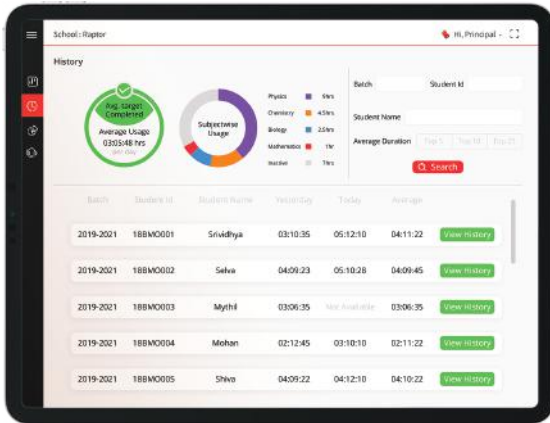 School : Raptor
Hi, Principal
History
Avg. target
Completed
Average Usage
03:05:48 hrs
per day
Subjectwise
Usage
Physics 9hrs
Chemistry 4.5hrs
Biology 2.5hrs
Mathematics 1hr
Inactive 7hrs
Batch Student Id
Student Name
Average Duration Top 5 Top 10 Top 25
Search
Batch Student Id Student Name Yesterday Today Average
2019-2021 18BMO001 Srividhya 03:10:35 05:12:10 04:11:22 View History
2019-2021 18BMO002 Selva 04:09:23 05:10:28 04:09:45 View History
2019-2021 18BMO003 Mythil 03:06:35 Not Available 03:06:35 View History
2019-2021 18BMO004 Mohan 02:12:45 03:10:10 02:11:22 View History
2019-2021 18BMO005 Shiva 04:09:22 04:12:10 04:10:22 View History